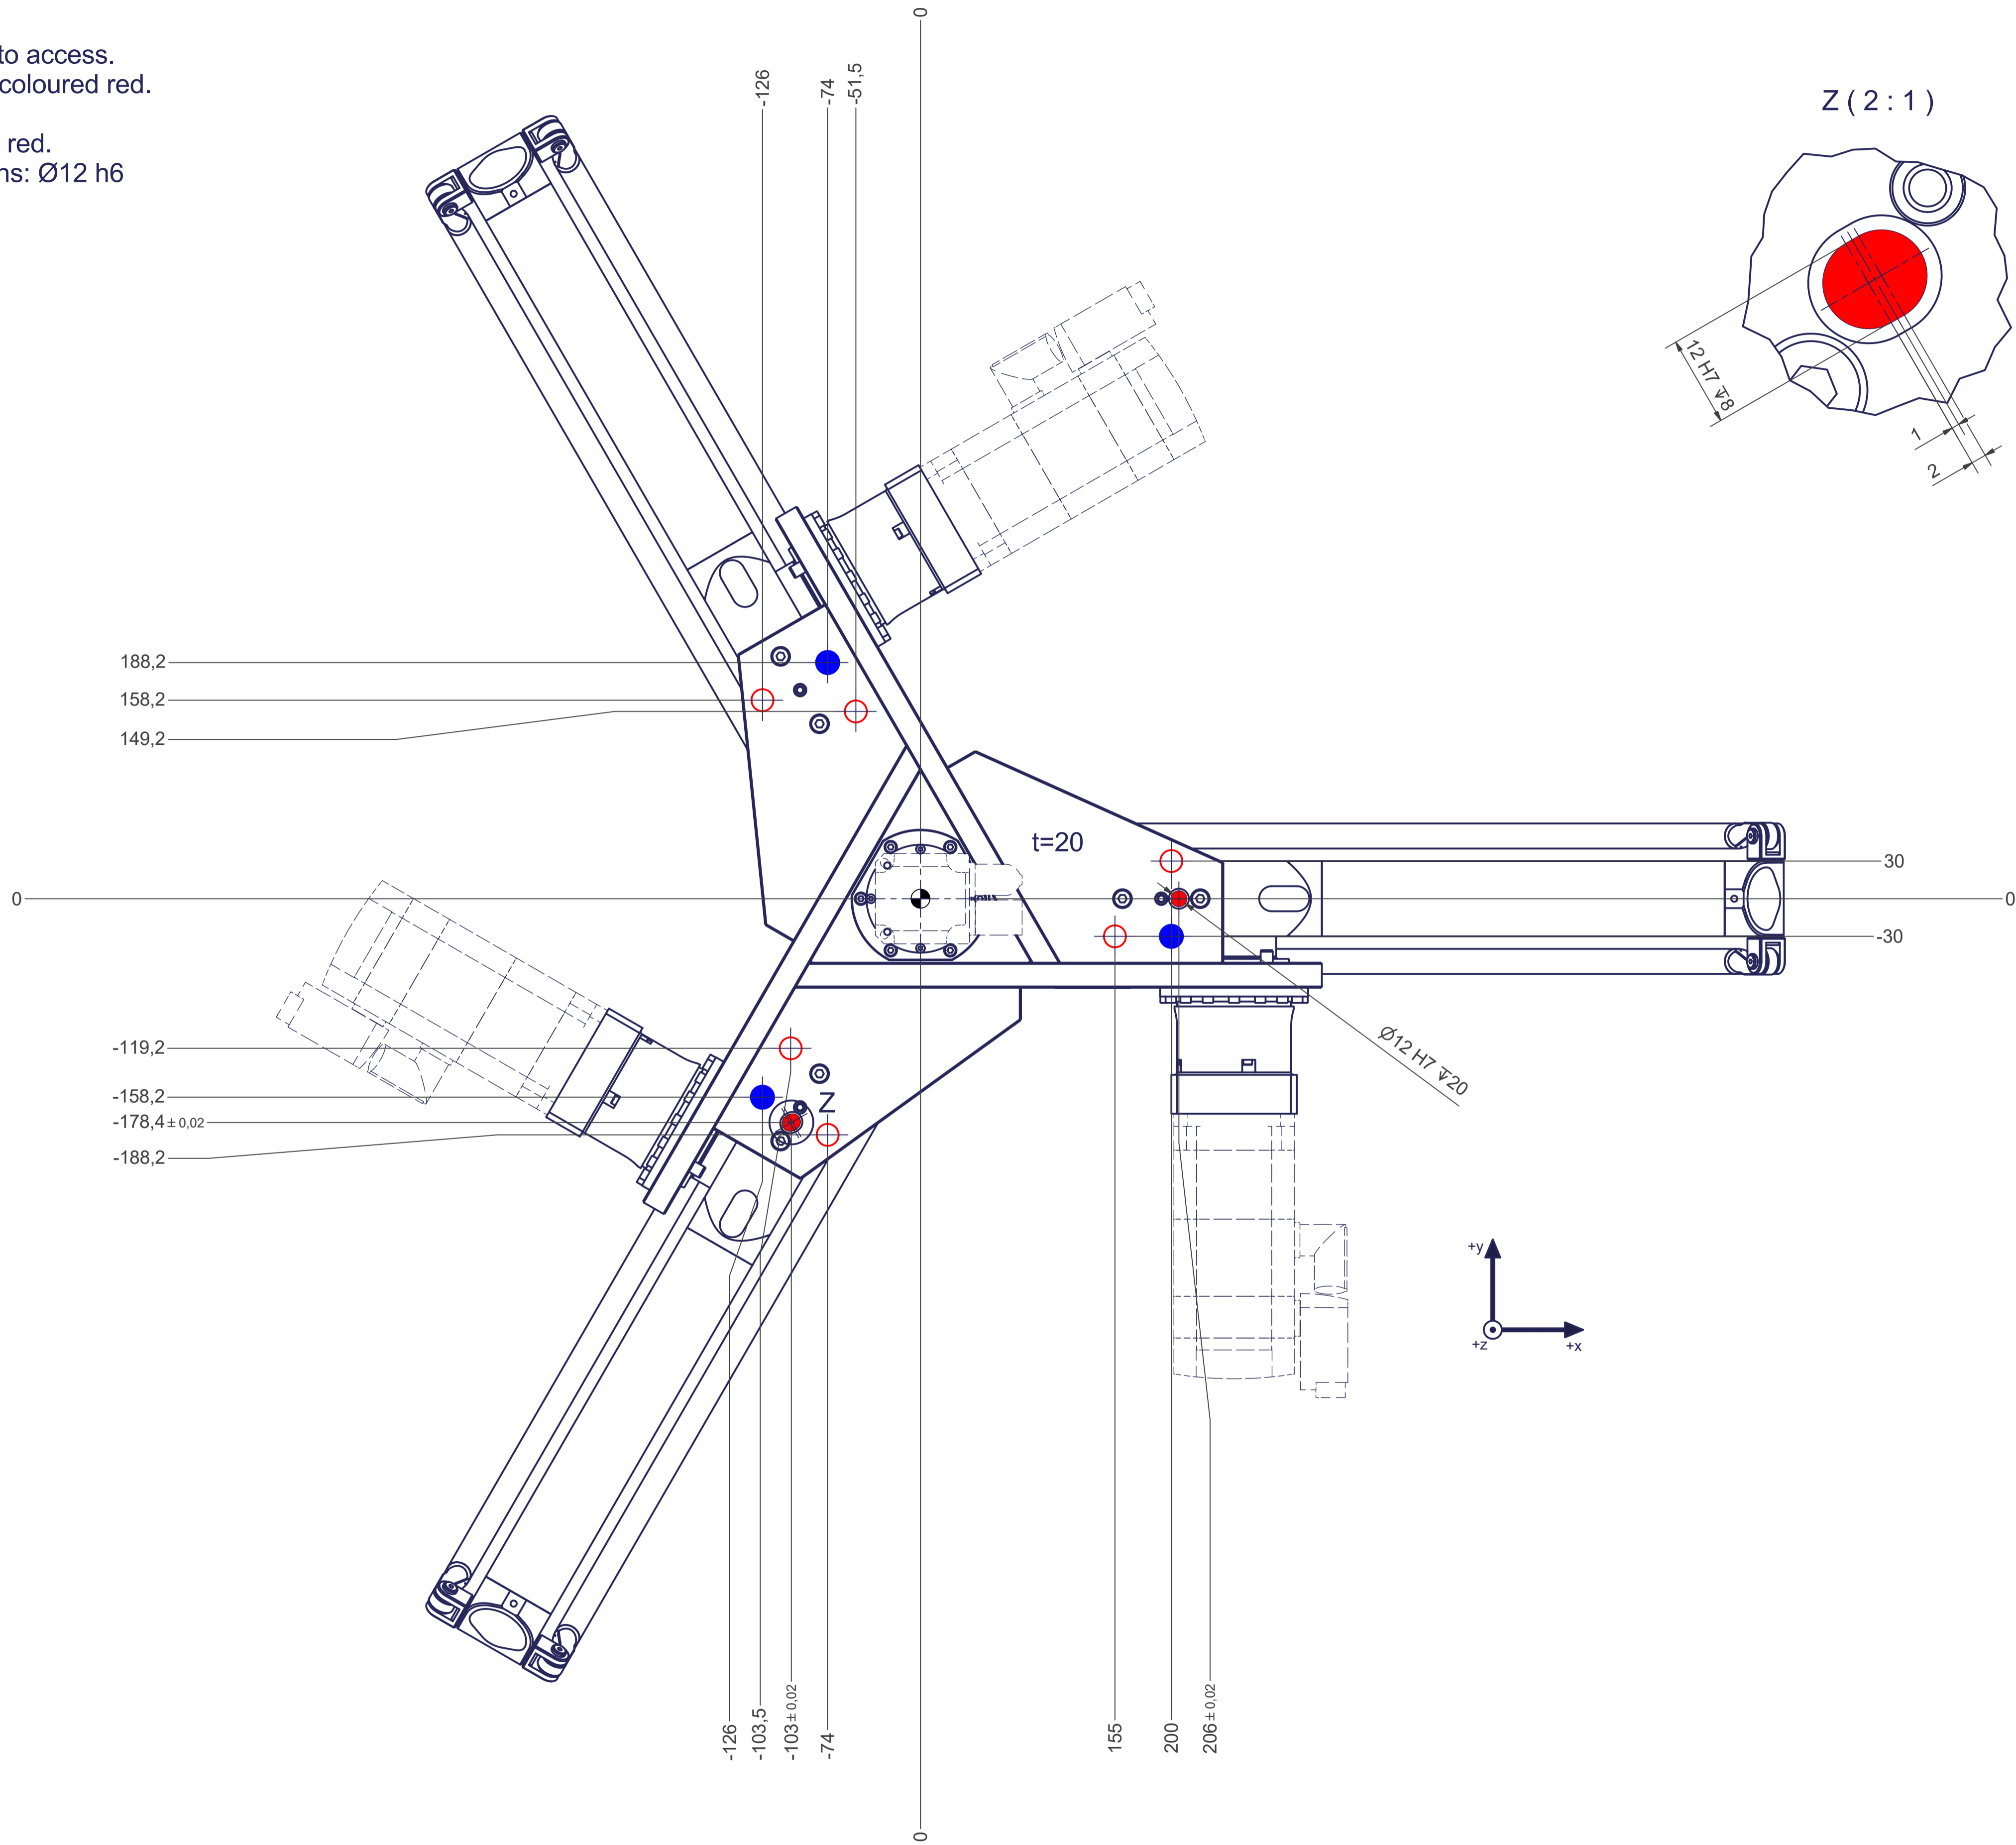 to access.
coloured red.
red.
ns: Ø12 h6
0
-126
-74
-51,5
Z ( 2 : 1 )
12 H7 ↧8
1
2
188,2
158,2
149,2
t=20
30
0
0
-30
Ø12 H7 ↧20
-119,2
-158,2
-178,4 ± 0,02
-188,2
Z
+y
+z
+x
-126
-103,5
-103 ± 0,02
-74
155
200
206 ± 0,02
0